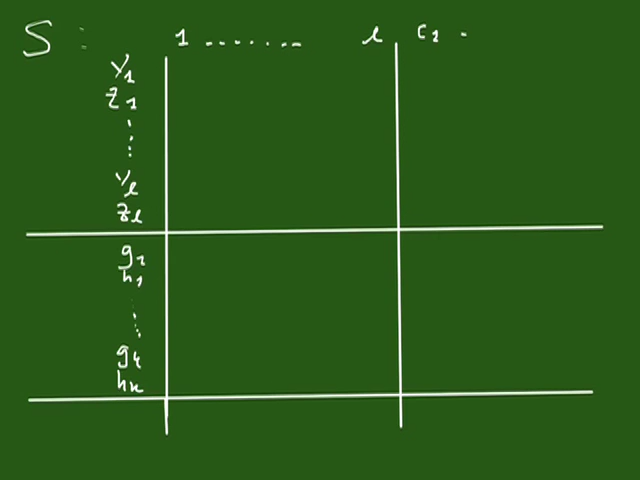 S : 1 ........ l c₁ .
y₁
z₁
⋮
yₗ
zₗ
g₁
h₁
⋮
gₖ
hₖ